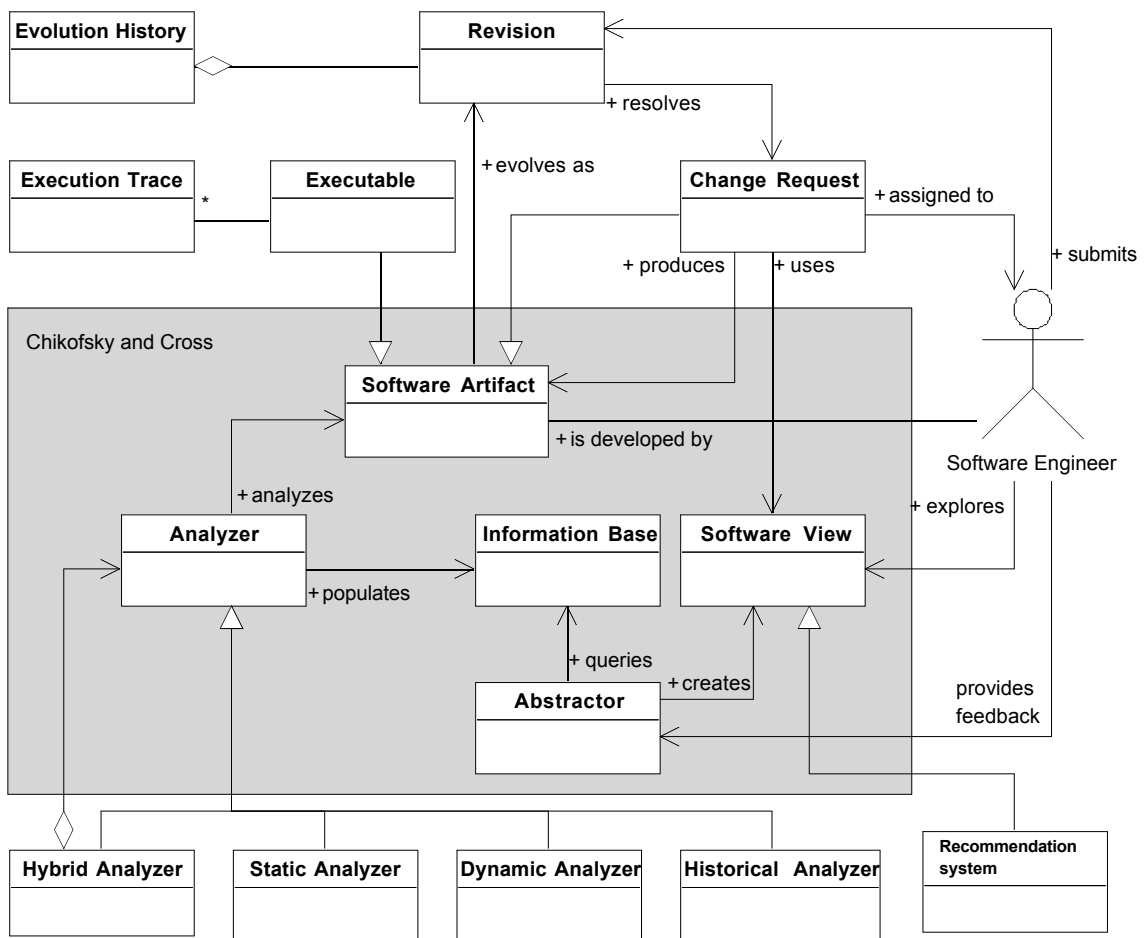 Evolution History
Revision
+ resolves
+ evolves as
Execution Trace
*
Executable
Change Request
+ assigned to
+ submits
+ produces
+ uses
Chikofsky and Cross
Software Artifact
+ is developed by
Software Engineer
+ analyzes
+ explores
Analyzer
Information Base
Software View
+ populates
+ queries
+ creates
Abstractor
provides
feedback
Hybrid Analyzer
Static Analyzer
Dynamic Analyzer
Historical Analyzer
Recommendation
system